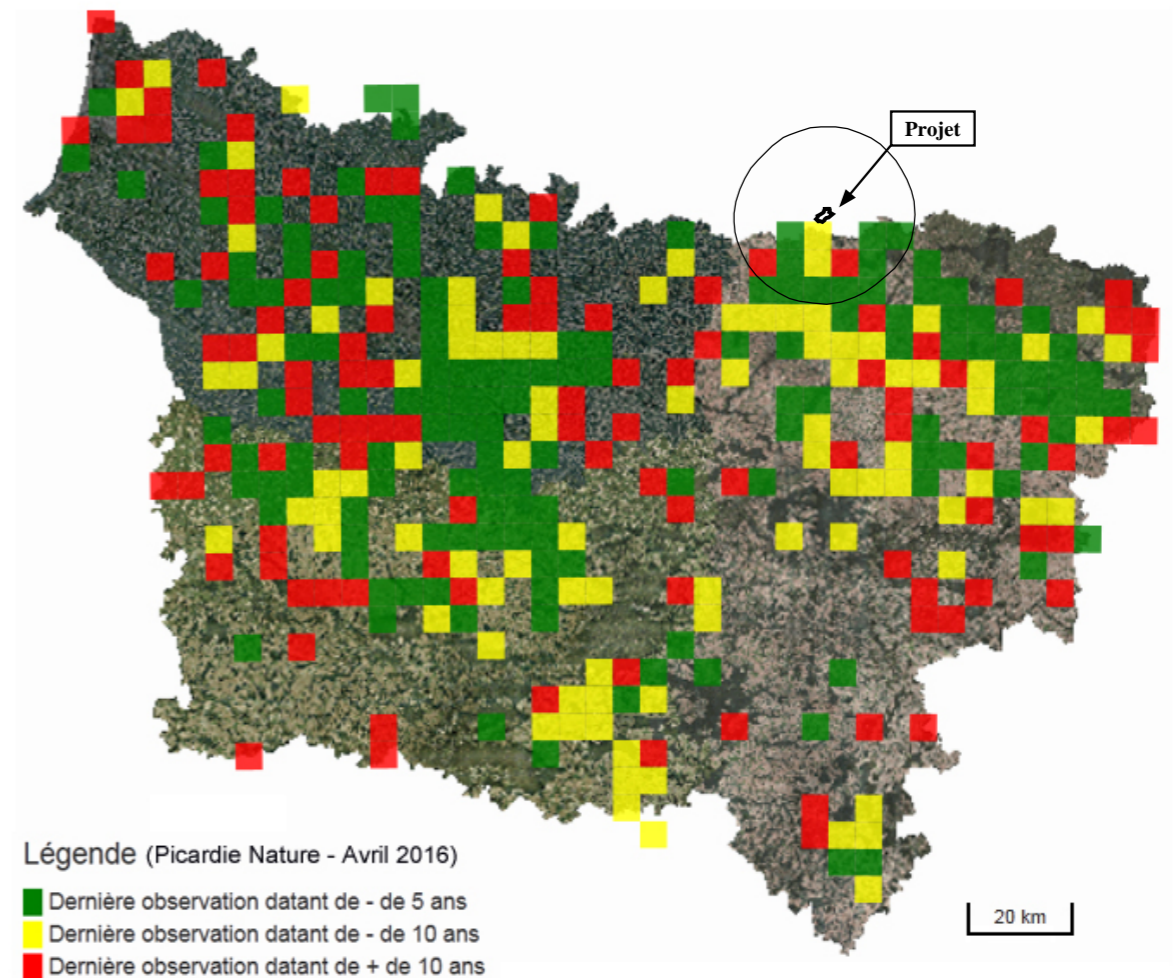 Projet
Légende (Picardie Nature - Avril 2016)
Dernière observation datant de - de 5 ans
Dernière observation datant de - de 10 ans
Dernière observation datant de + de 10 ans
20 km